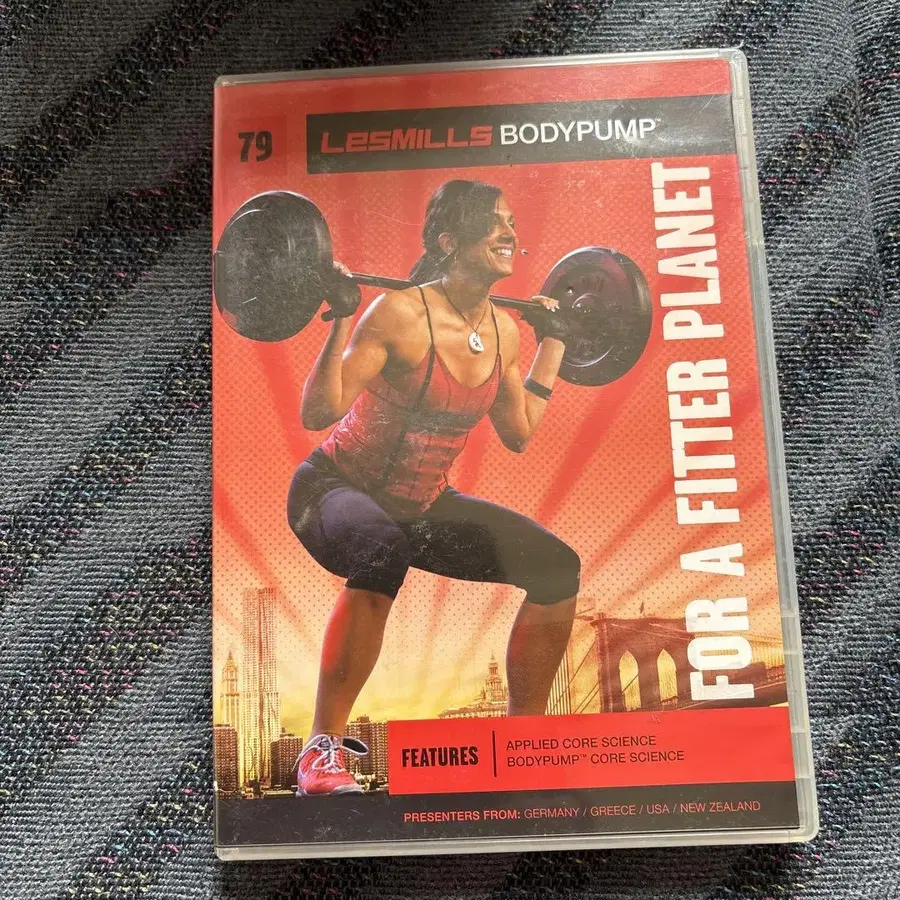 79
LESMILLS BODYPUMP™
FOR A FITTER PLANET
FEATURES
APPLIED CORE SCIENCE
BODYPUMP™ CORE SCIENCE
PRESENTERS FROM: GERMANY / GREECE / USA / NEW ZEALAND